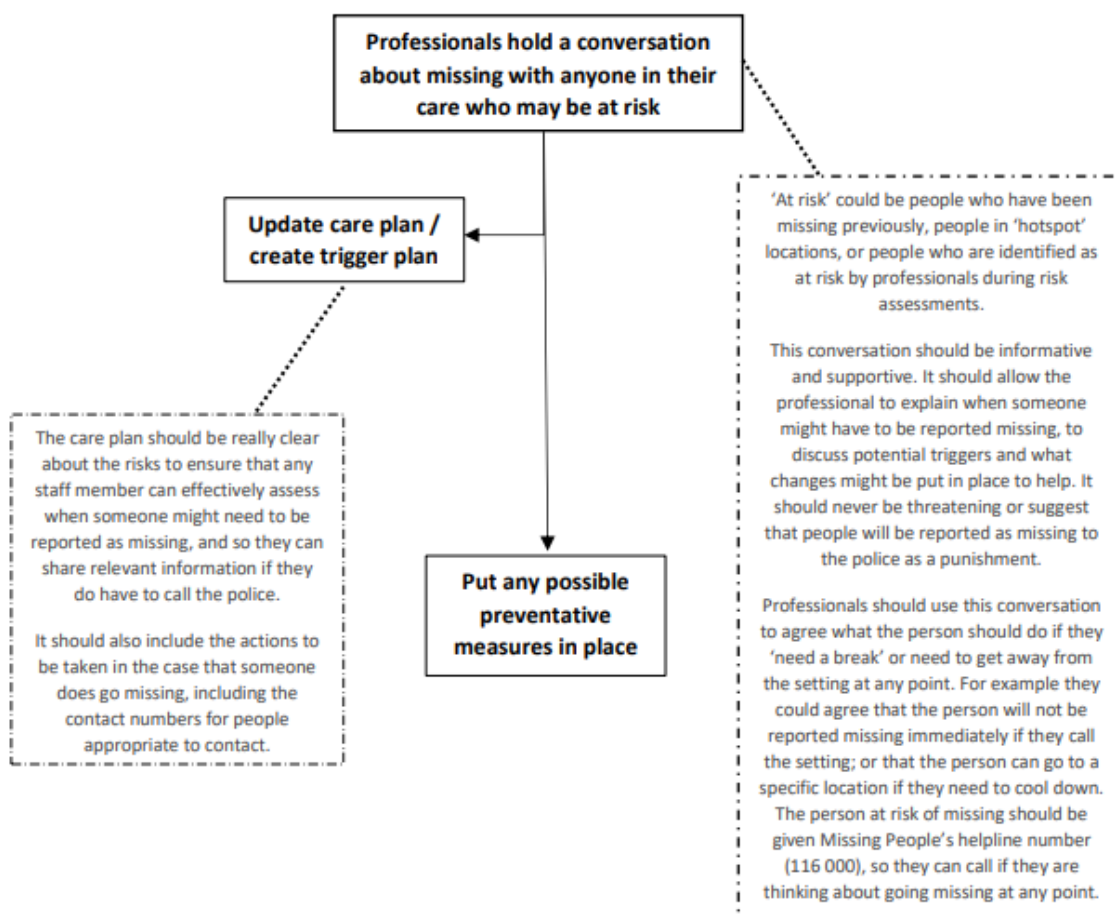 Professionals hold a conversation
about missing with anyone in their
care who may be at risk
Update care plan /
create trigger plan
‘At risk’ could be people who have been
missing previously, people in ‘hotspot’
locations, or people who are identified as
at risk by professionals during risk
assessments.
This conversation should be informative
and supportive. It should allow the
professional to explain when someone
might have to be reported missing, to
discuss potential triggers and what
changes might be put in place to help. It
should never be threatening or suggest
that people will be reported as missing to
the police as a punishment.
Professionals should use this conversation
to agree what the person should do if they
‘need a break’ or need to get away from
the setting at any point. For example they
could agree that the person will not be
reported missing immediately if they call
the setting; or that the person can go to a
specific location if they need to cool down.
The person at risk of missing should be
given Missing People’s helpline number
(116 000), so they can call if they are
thinking about going missing at any point.
The care plan should be really clear
about the risks to ensure that any
staff member can effectively assess
when someone might need to be
reported as missing, and so they can
share relevant information if they
do have to call the police.
It should also include the actions to
be taken in the case that someone
does go missing, including the
contact numbers for people
appropriate to contact.
Put any possible
preventative
measures in place